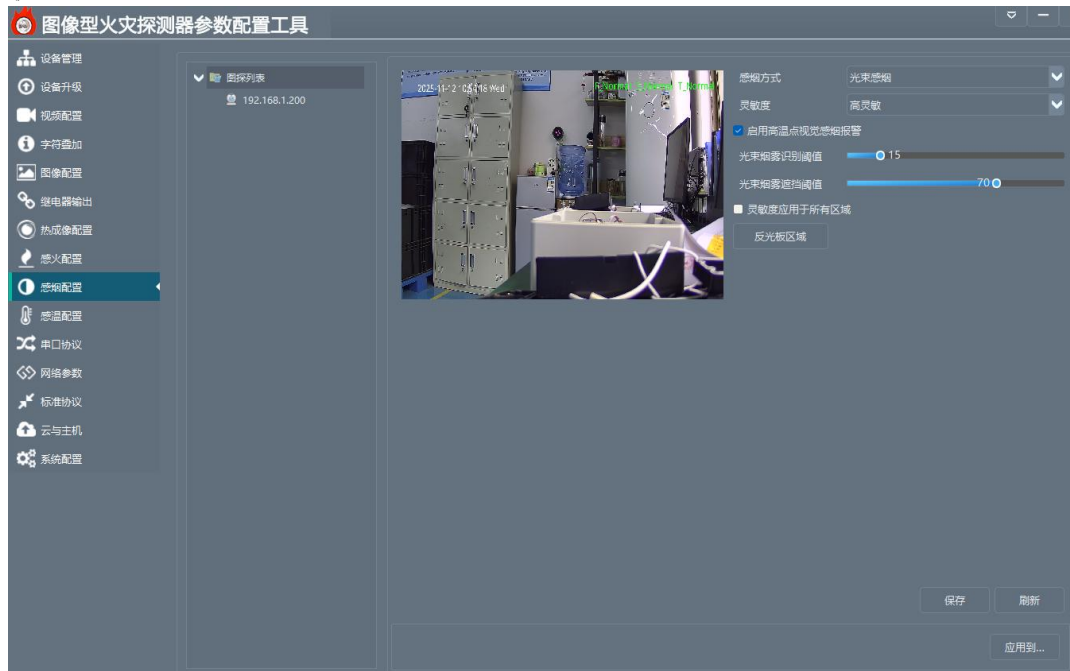 图像型火灾探测器参数配置工具
设备管理
设备升级
视频配置
字符叠加
图像配置
继电器输出
热成像配置
感火配置
感烟配置
感温配置
串口协议
网络参数
标准协议
云与主机
系统配置
图探列表
192.168.1.200
2025-11-12 Wed
F_Normal T_Normal
感烟方式 光束感烟
灵敏度 高灵敏
启用高温点视觉感烟报警
光束烟雾识别阈值 15
光束烟雾遮挡阈值 70
灵敏度应用于所有区域
反光板区域
保存 刷新
应用到...